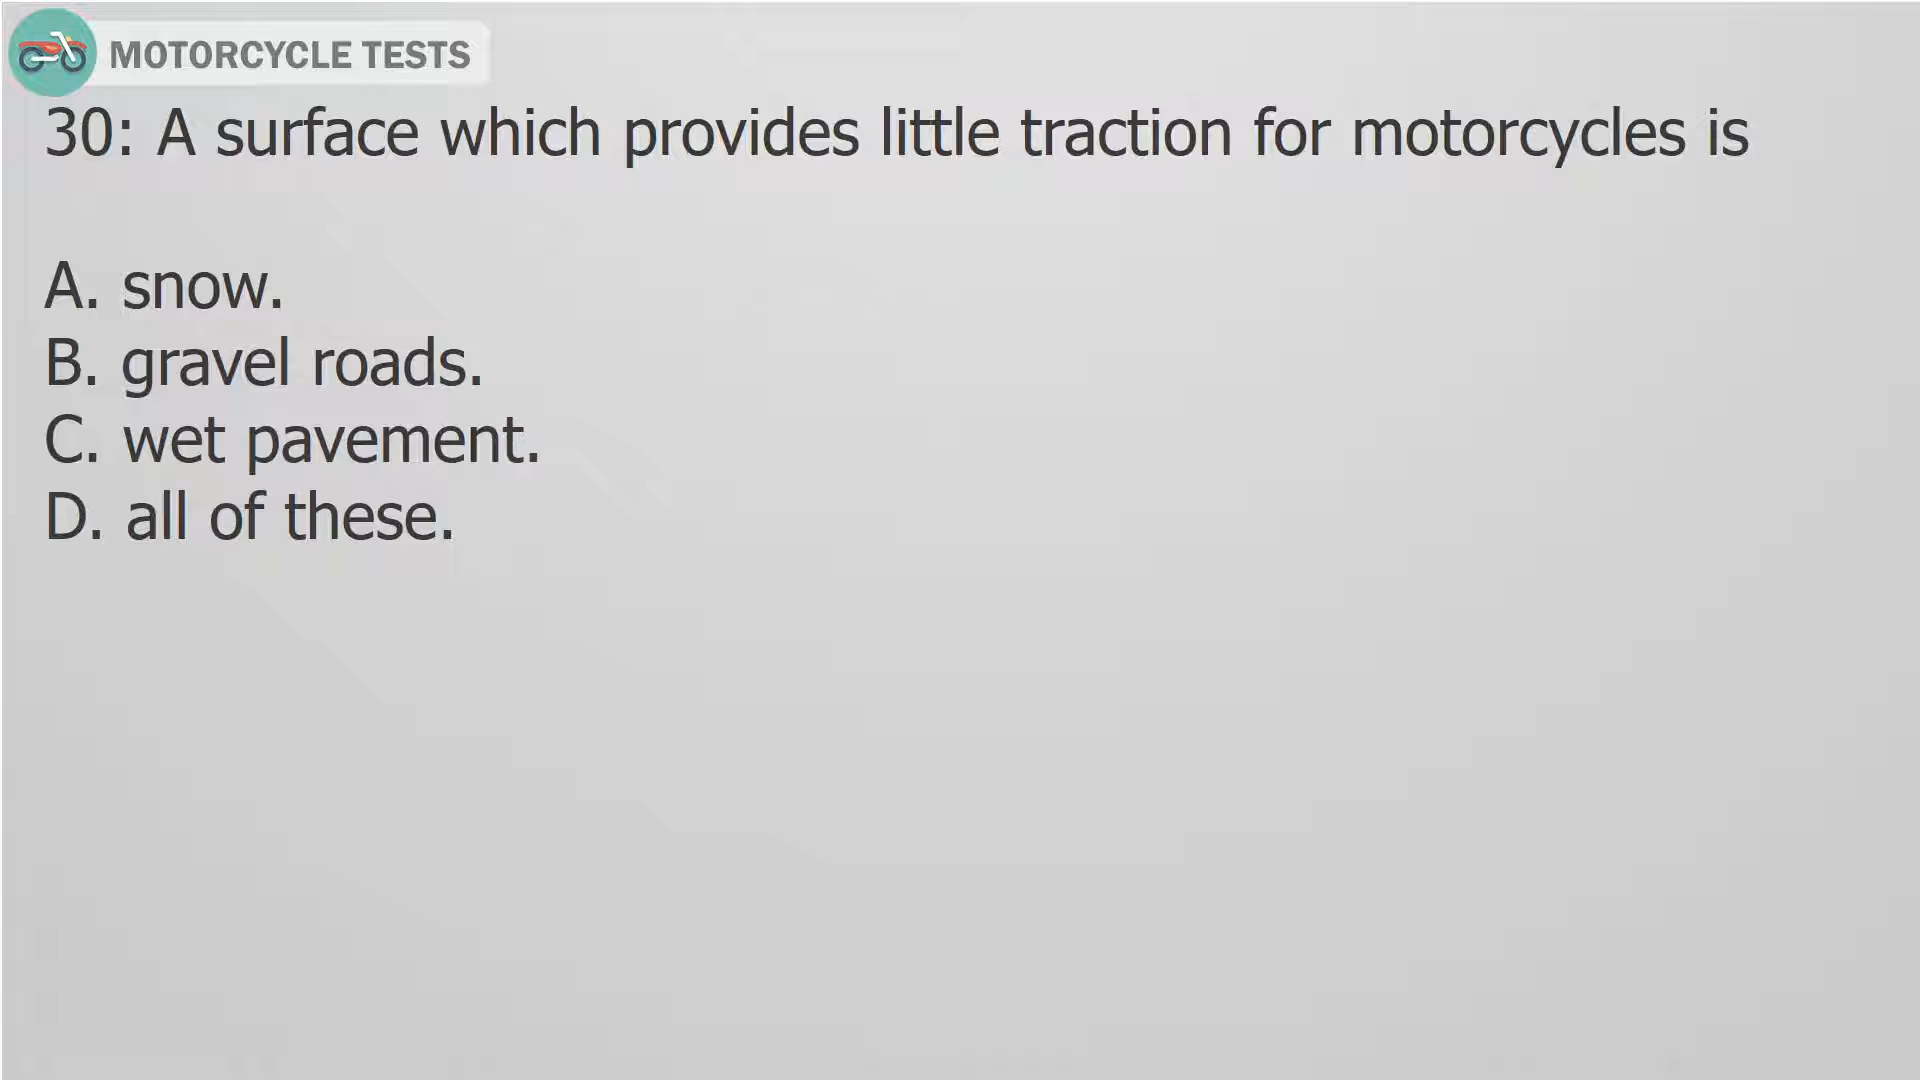 MOTORCYCLE TESTS
30: A surface which provides little traction for motorcycles is
A. snow.
B. gravel roads.
C. wet pavement.
D. all of these.